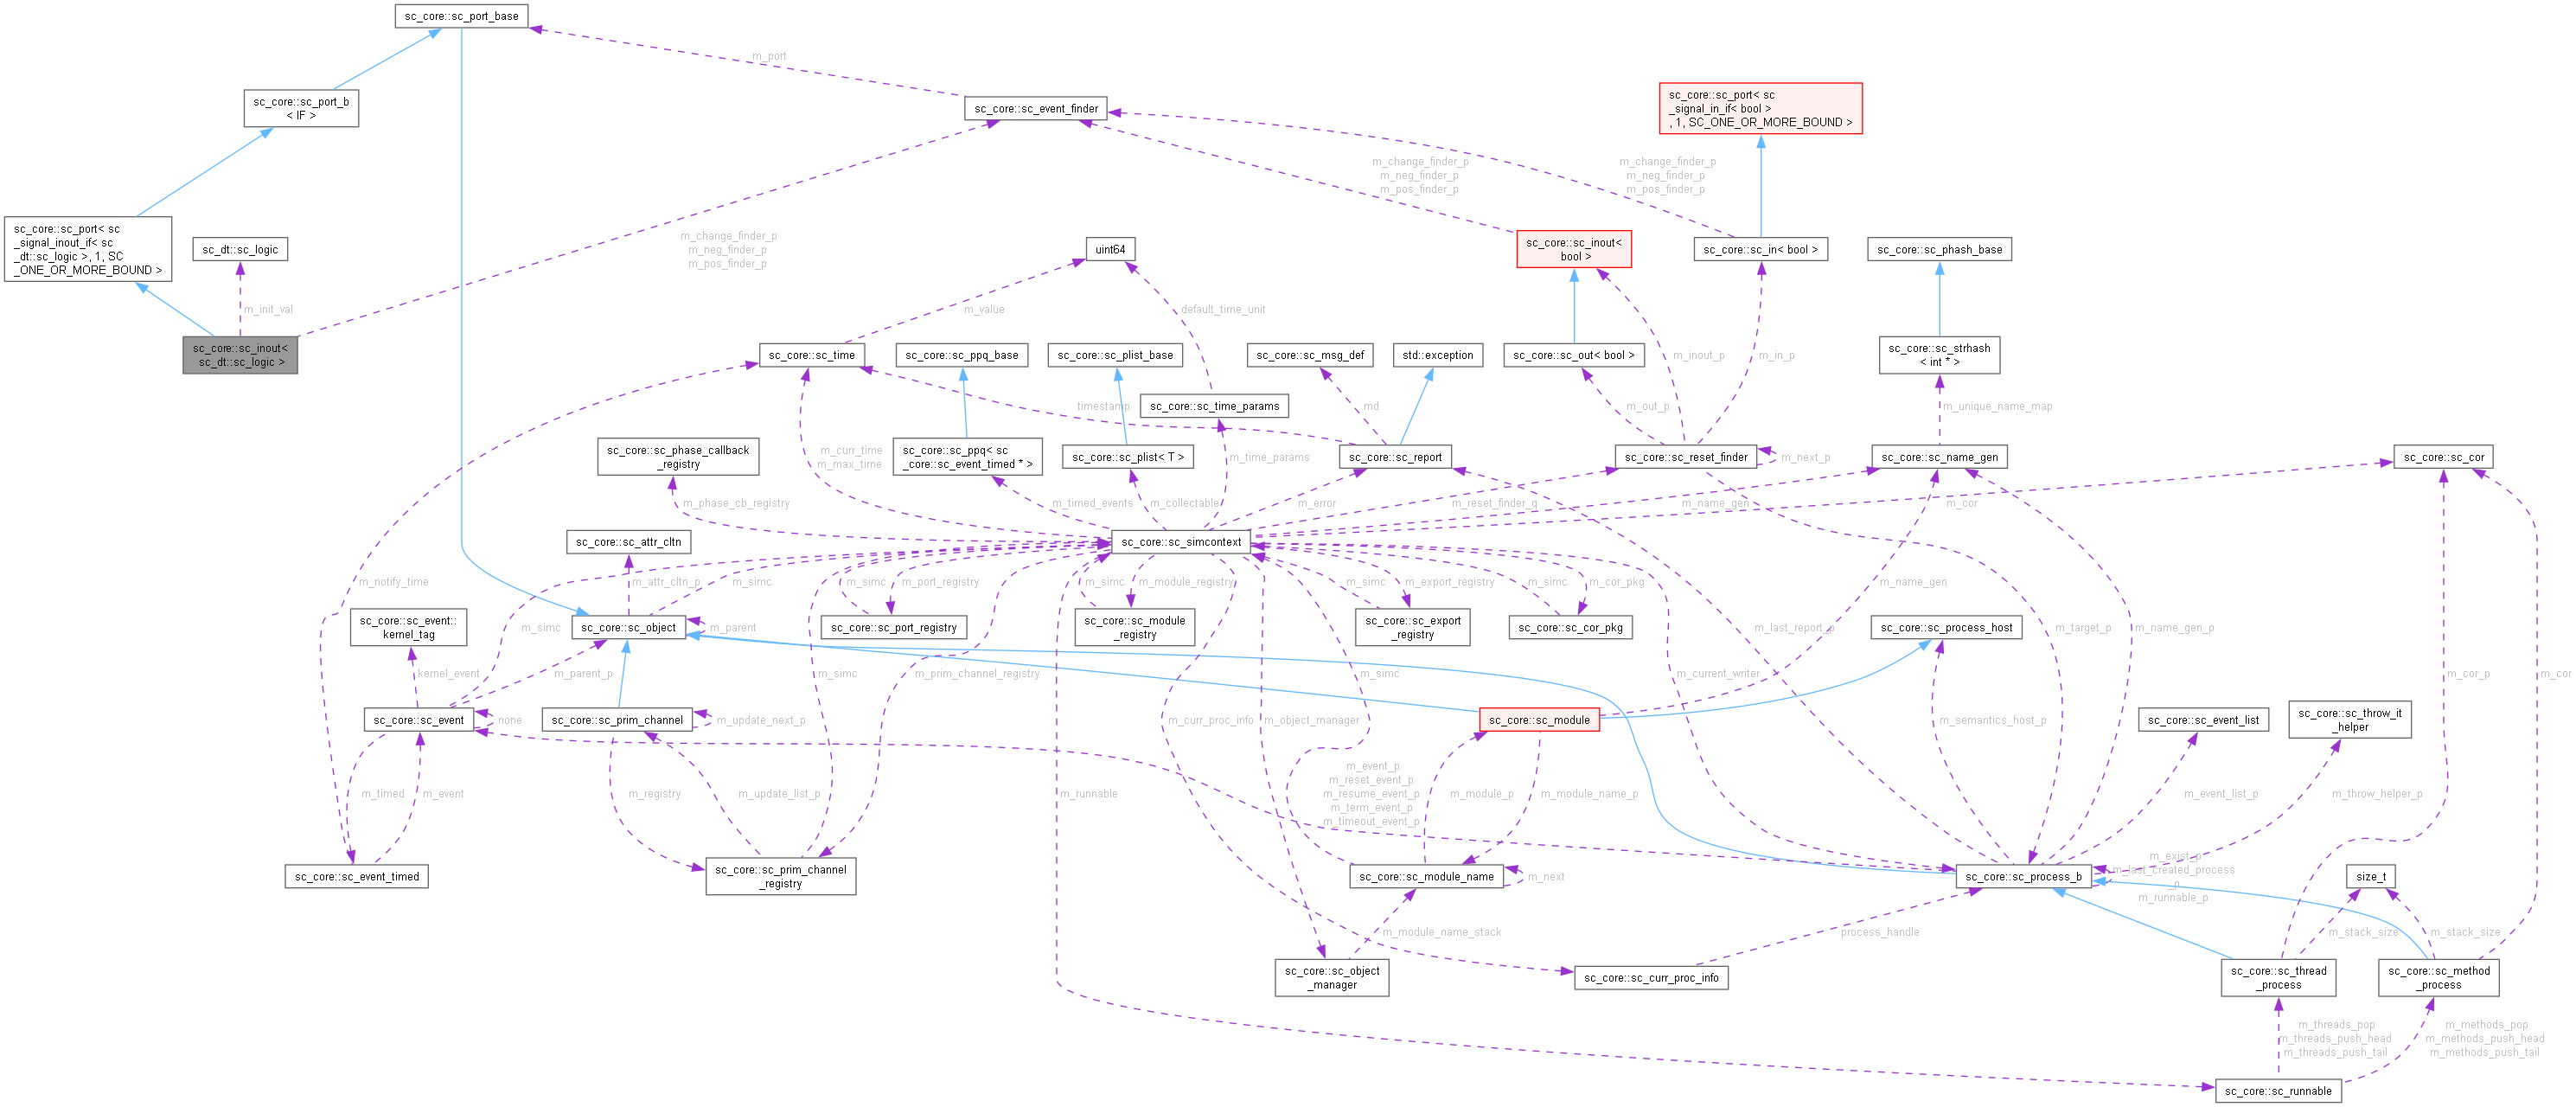 sc_core::sc_port_base
m_port
sc_core::sc_port_b
< IF >
sc_core::sc_event_finder
sc_core::sc_port< sc
_signal_in_if< bool >
, 1, SC_ONE_OR_MORE_BOUND >
m_change_finder_p
m_neg_finder_p
m_pos_finder_p
m_change_finder_p
m_neg_finder_p
m_pos_finder_p
sc_core::sc_port< sc
_signal_inout_if< sc
_dt::sc_logic >, 1, SC
_ONE_OR_MORE_BOUND >
sc_dt::sc_logic
m_change_finder_p
m_neg_finder_p
m_pos_finder_p
uint64
sc_core::sc_inout<
bool >
sc_core::sc_in< bool >
sc_core::sc_phash_base
m_init_val
m_value
default_time_unit
sc_core::sc_inout<
sc_dt::sc_logic >
sc_core::sc_time
sc_core::sc_ppq_base
sc_core::sc_plist_base
sc_core::sc_msg_def
std::exception
sc_core::sc_out< bool >
m_inout_p
m_in_p
sc_core::sc_strhash
< int * >
timestamp
sc_core::sc_time_params
md
m_out_p
m_unique_name_map
sc_core::sc_phase_callback
_registry
m_curr_time
m_max_time
sc_core::sc_ppq< sc
_core::sc_event_timed * >
sc_core::sc_plist< T >
m_time_params
sc_core::sc_report
sc_core::sc_reset_finder
m_next_p
sc_core::sc_name_gen
sc_core::sc_cor
m_phase_cb_registry
m_timed_events
m_collectable
m_error
m_reset_finder_q
m_name_gen
m_cor
sc_core::sc_attr_cltn
sc_core::sc_simcontext
m_notify_time
m_attr_cltn_p
m_simc
m_simc
m_port_registry
m_simc
m_module_registry
m_simc
m_export_registry
m_simc
m_cor_pkg
m_name_gen
m_simc
sc_core::sc_event::
kernel_tag
sc_core::sc_object
m_parent
sc_core::sc_port_registry
sc_core::sc_module
_registry
sc_core::sc_export
_registry
sc_core::sc_cor_pkg
m_last_report_p
sc_core::sc_process_host
m_target_p
m_name_gen_p
kernel_event
m_parent_p
m_simc
m_prim_channel_registry
m_simc
m_current_writer
m_cor_p
m_cor
sc_core::sc_event
none
sc_core::sc_prim_channel
m_update_next_p
m_curr_proc_info
m_object_manager
sc_core::sc_module
m_semantics_host_p
sc_core::sc_event_list
sc_core::sc_throw_it
_helper
m_timed
m_event
m_registry
m_update_list_p
m_runnable
m_event_p
m_reset_event_p
m_resume_event_p
m_term_event_p
m_timeout_event_p
m_module_p
m_module_name_p
m_event_list_p
m_throw_helper_p
sc_core::sc_event_timed
sc_core::sc_prim_channel
_registry
sc_core::sc_module_name
m_next
sc_core::sc_process_b
m_exist_p
m_last_created_process
_p
m_runnable_p
size_t
m_module_name_stack
process_handle
m_stack_size
m_stack_size
sc_core::sc_object
_manager
sc_core::sc_curr_proc_info
sc_core::sc_thread
_process
sc_core::sc_method
_process
m_threads_pop
m_threads_push_head
m_threads_push_tail
m_methods_pop
m_methods_push_head
m_methods_push_tail
sc_core::sc_runnable